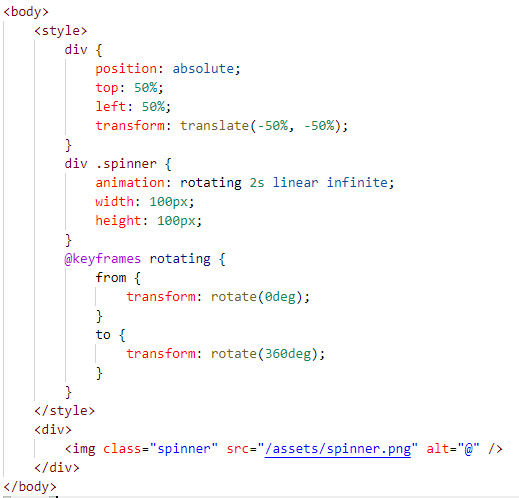 <body>
<style>
div {
position: absolute;
top: 50%;
left: 50%;
transform: translate(-50%, -50%);
}
div .spinner {
animation: rotating 2s linear infinite;
width: 100px;
height: 100px;
}
@keyframes rotating {
from {
transform: rotate(0deg);
}
to {
transform: rotate(360deg);
}
}
</style>
<div>
<img class="spinner" src="/assets/spinner.png" alt="@" />
</div>
</body>